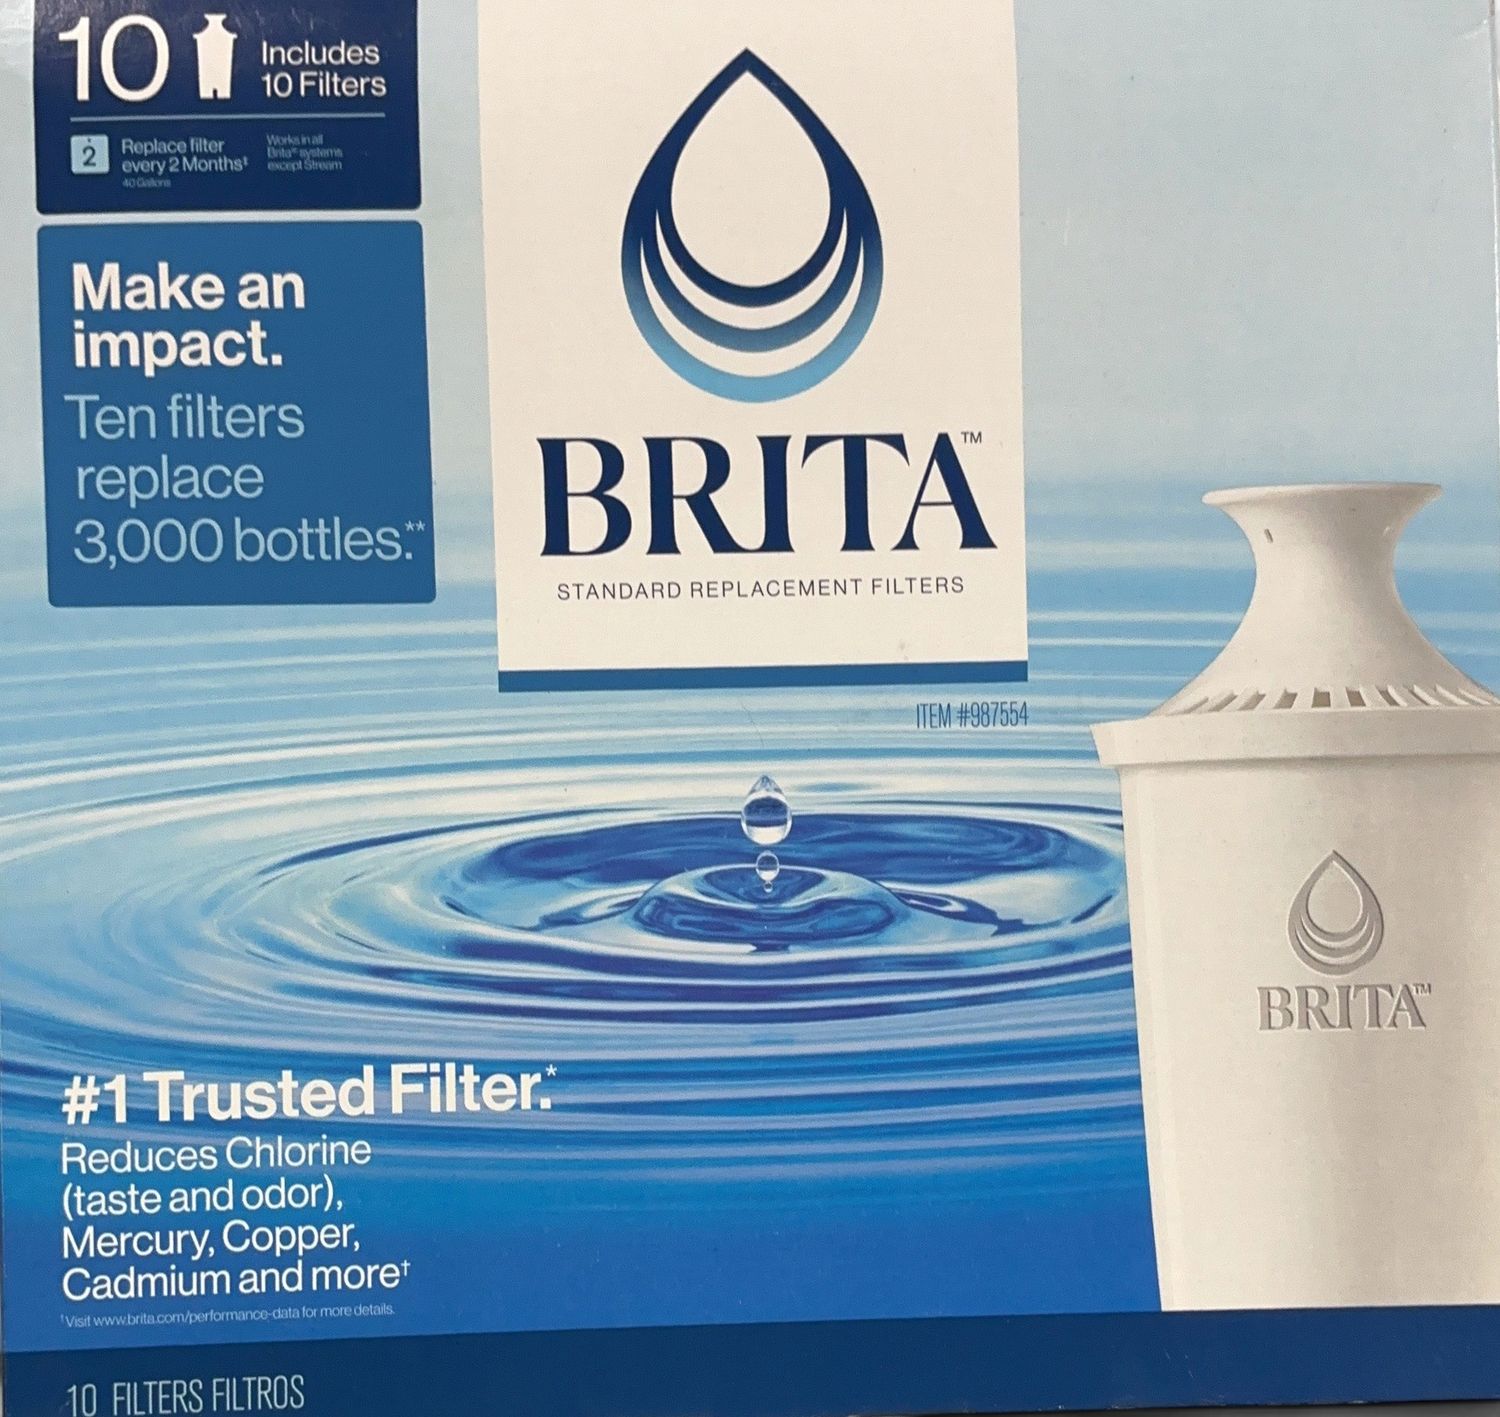 10
Includes
10 Filters
2
Replace filter
every 2 Months‡
40 Gallons
Works in all
Brita® systems
except Stream
Make an
impact.
Ten filters
replace
3,000 bottles.**
BRITA™
STANDARD REPLACEMENT FILTERS
ITEM #987554
BRITA™
#1 Trusted Filter.*
Reduces Chlorine
(taste and odor),
Mercury, Copper,
Cadmium and more†
†Visit www.brita.com/performance-data for more details.
10 FILTERS FILTROS